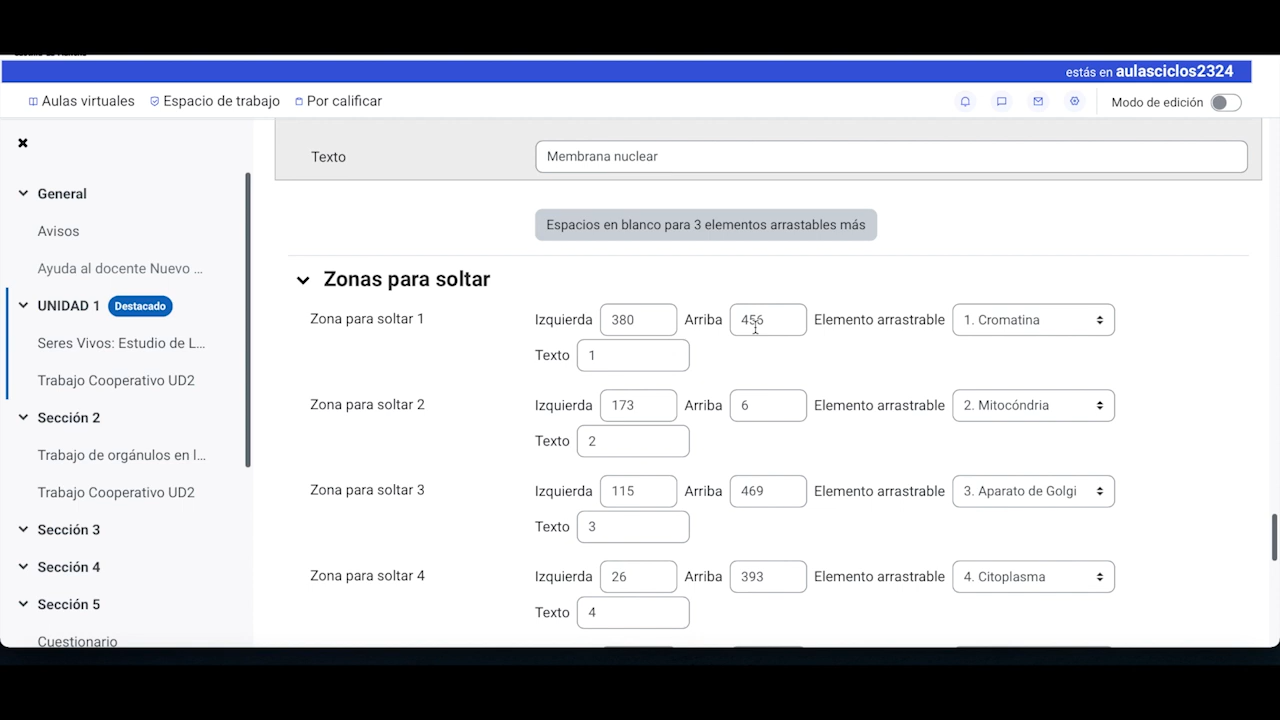 estás en aulasciclos2324
Aulas virtuales Espacio de trabajo Por calificar Modo de edición
General
Avisos
Ayuda al docente Nuevo ...
UNIDAD 1 Destacado
Seres Vivos: Estudio de L...
Trabajo Cooperativo UD2
Sección 2
Trabajo de orgánulos en l...
Trabajo Cooperativo UD2
Sección 3
Sección 4
Sección 5
Cuestionario
Texto Membrana nuclear
Espacios en blanco para 3 elementos arrastables más
Zonas para soltar
Zona para soltar 1 Izquierda 380 Arriba 456 Elemento arrastrable 1. Cromatina
Texto 1
Zona para soltar 2 Izquierda 173 Arriba 6 Elemento arrastrable 2. Mitocóndria
Texto 2
Zona para soltar 3 Izquierda 115 Arriba 469 Elemento arrastrable 3. Aparato de Golgi
Texto 3
Zona para soltar 4 Izquierda 26 Arriba 393 Elemento arrastrable 4. Citoplasma
Texto 4